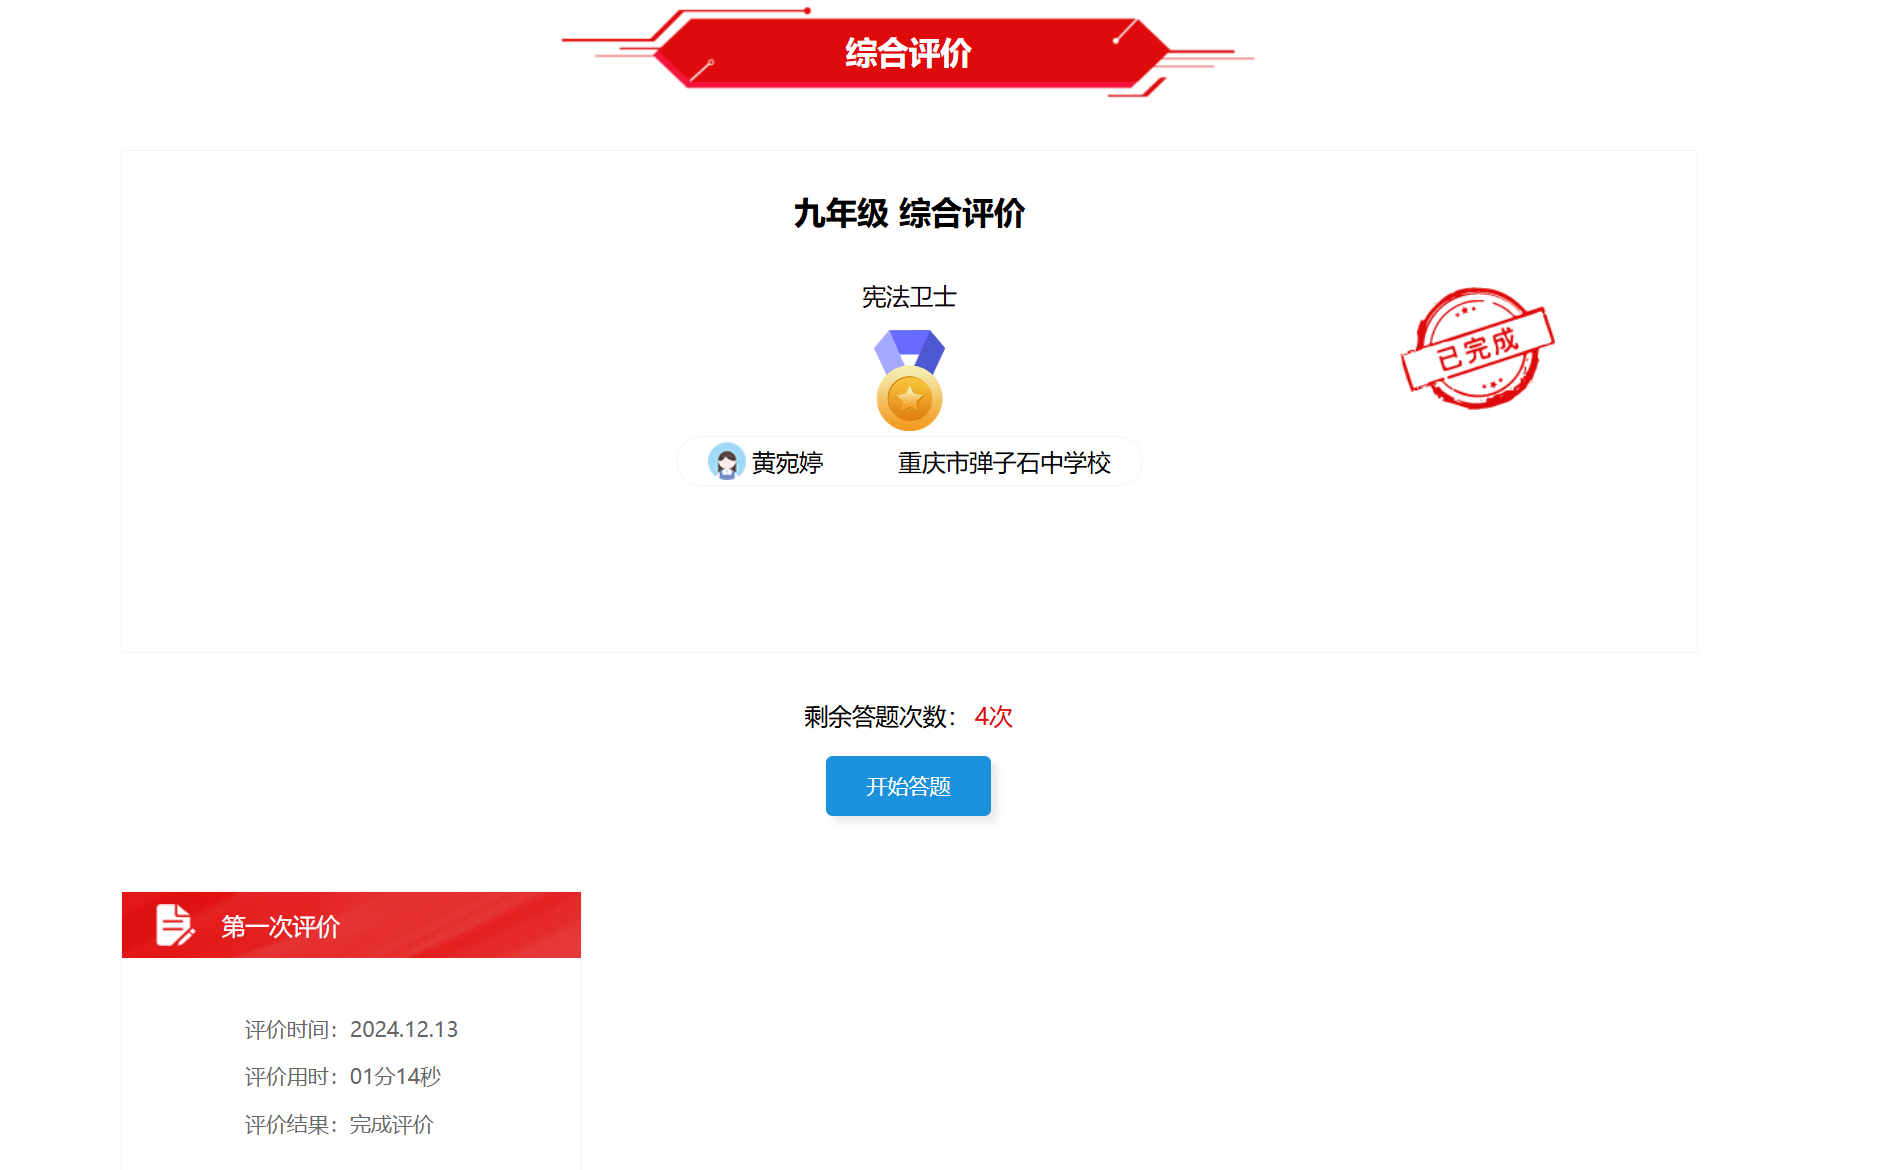 综合评价
九年级 综合评价
宪法卫士
已完成
黄宛婷 重庆市弹子石中学校
剩余答题次数： 4次
开始答题
第一次评价
评价时间：2024.12.13
评价用时：01分14秒
评价结果：完成评价